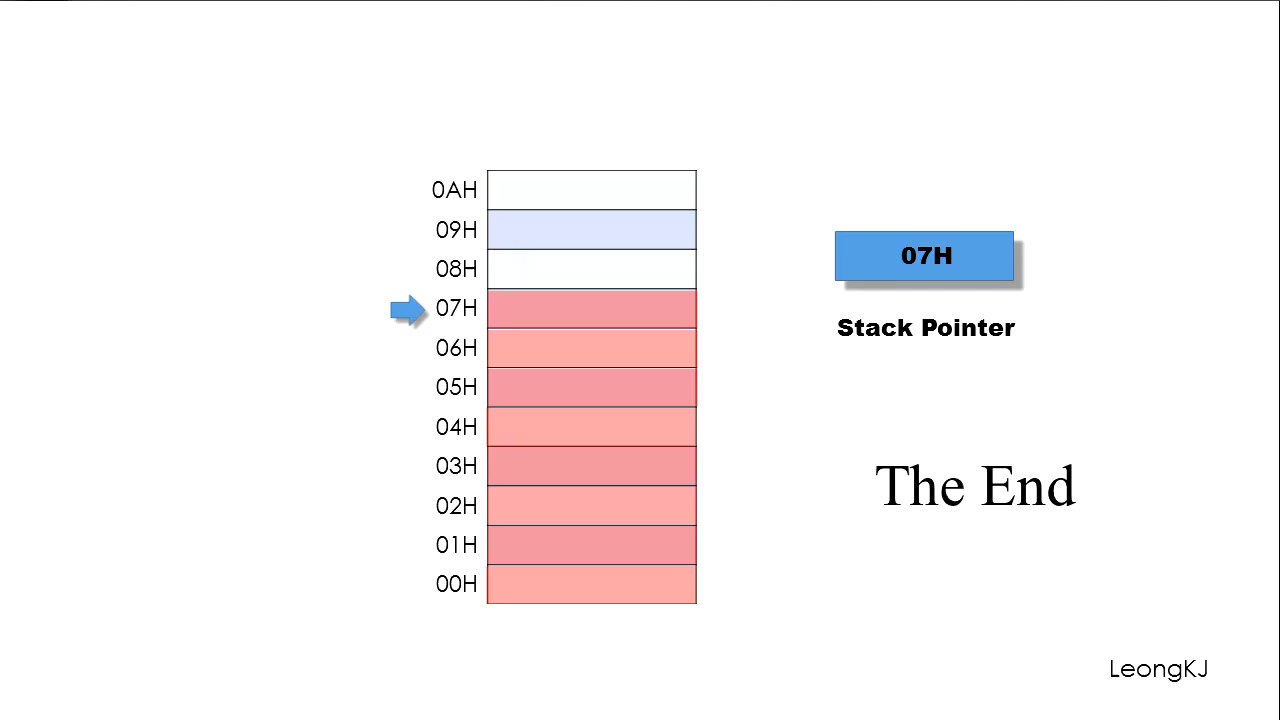 0AH
09H
08H
07H
06H
05H
04H
03H
02H
01H
00H
07H
Stack Pointer
The End
LeongKJ